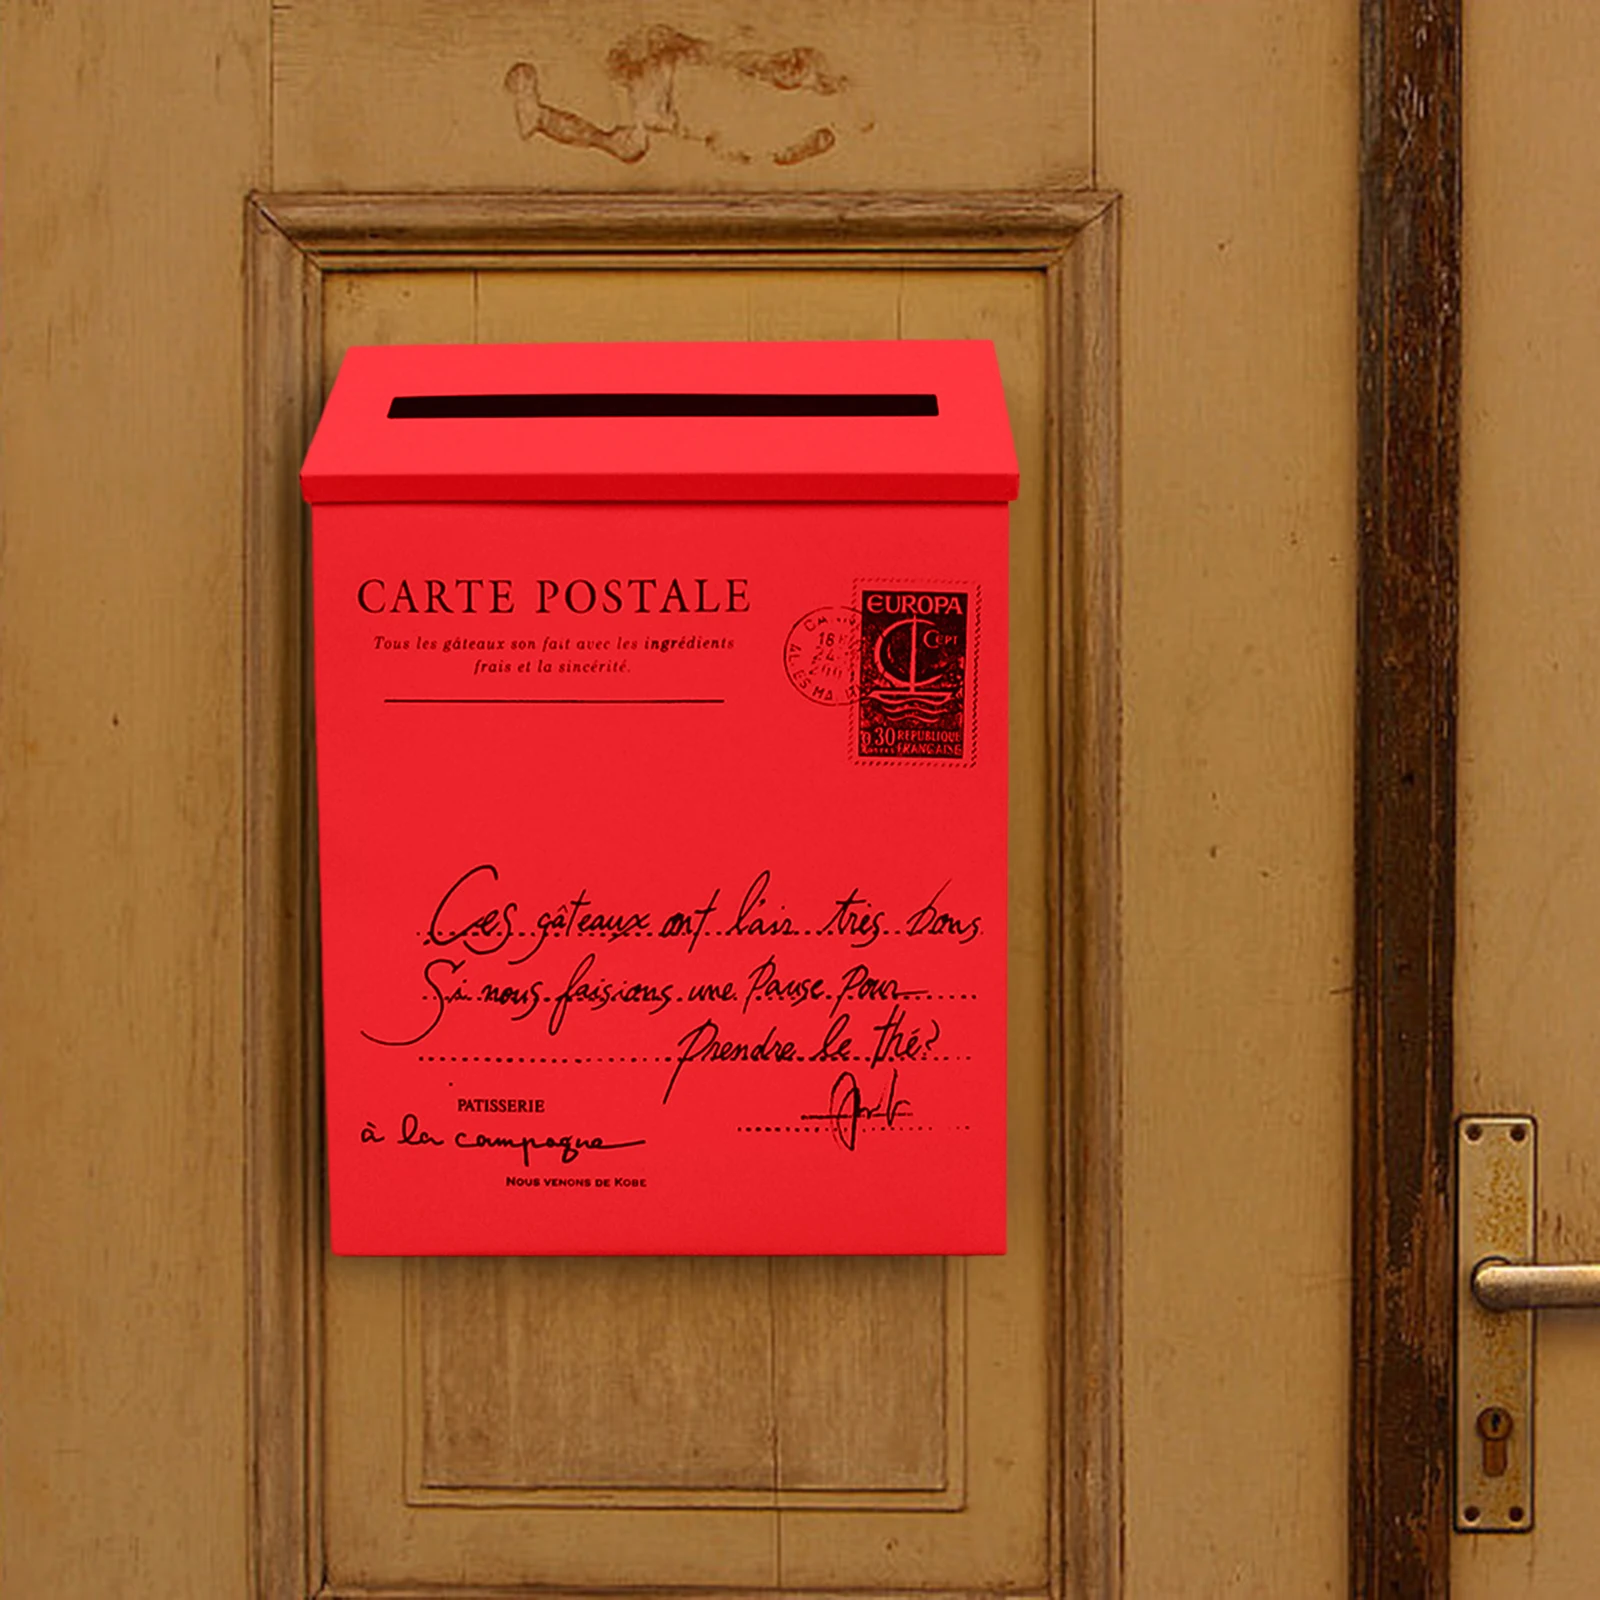 CARTE POSTALE
Tous les gâteaux son fait avec les ingrédients
frais et la sincérité.
EUROPA
CEPT
0.30 REPUBLIQUE
POSTES FRANÇAISE
18 H
Ces gâteaux ont l'air très bons
Si nous faisions une Pause Pour
Prendre le thé?
PATISSERIE
à la campagne
NOUS VENONS DE KOBE